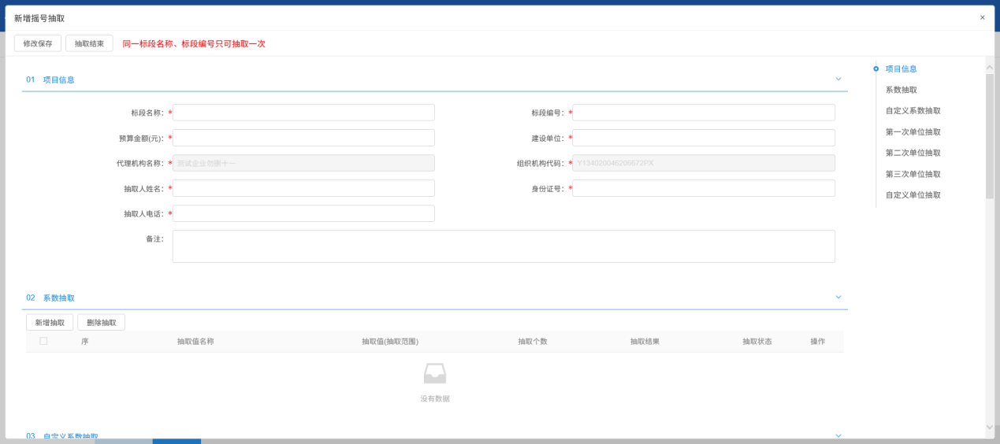 新增摇号抽取 ×
修改保存 抽取结束 同一标段名称、标段编号只可抽取一次
01 项目信息
标段名称：* 标段编号：*
预算金额(元)：* 建设单位：*
代理机构名称：* 测试企业勿删十一 组织机构代码：* Y134020046206672PX
抽取人姓名：* 身份证号：*
抽取人电话：*
备注：
02 系数抽取
新增抽取 删除抽取
序 抽取值名称 抽取值(抽取范围) 抽取个数 抽取结果 抽取状态 操作
没有数据
03 自定义系数抽取
项目信息
系数抽取
自定义系数抽取
第一次单位抽取
第二次单位抽取
第三次单位抽取
自定义单位抽取